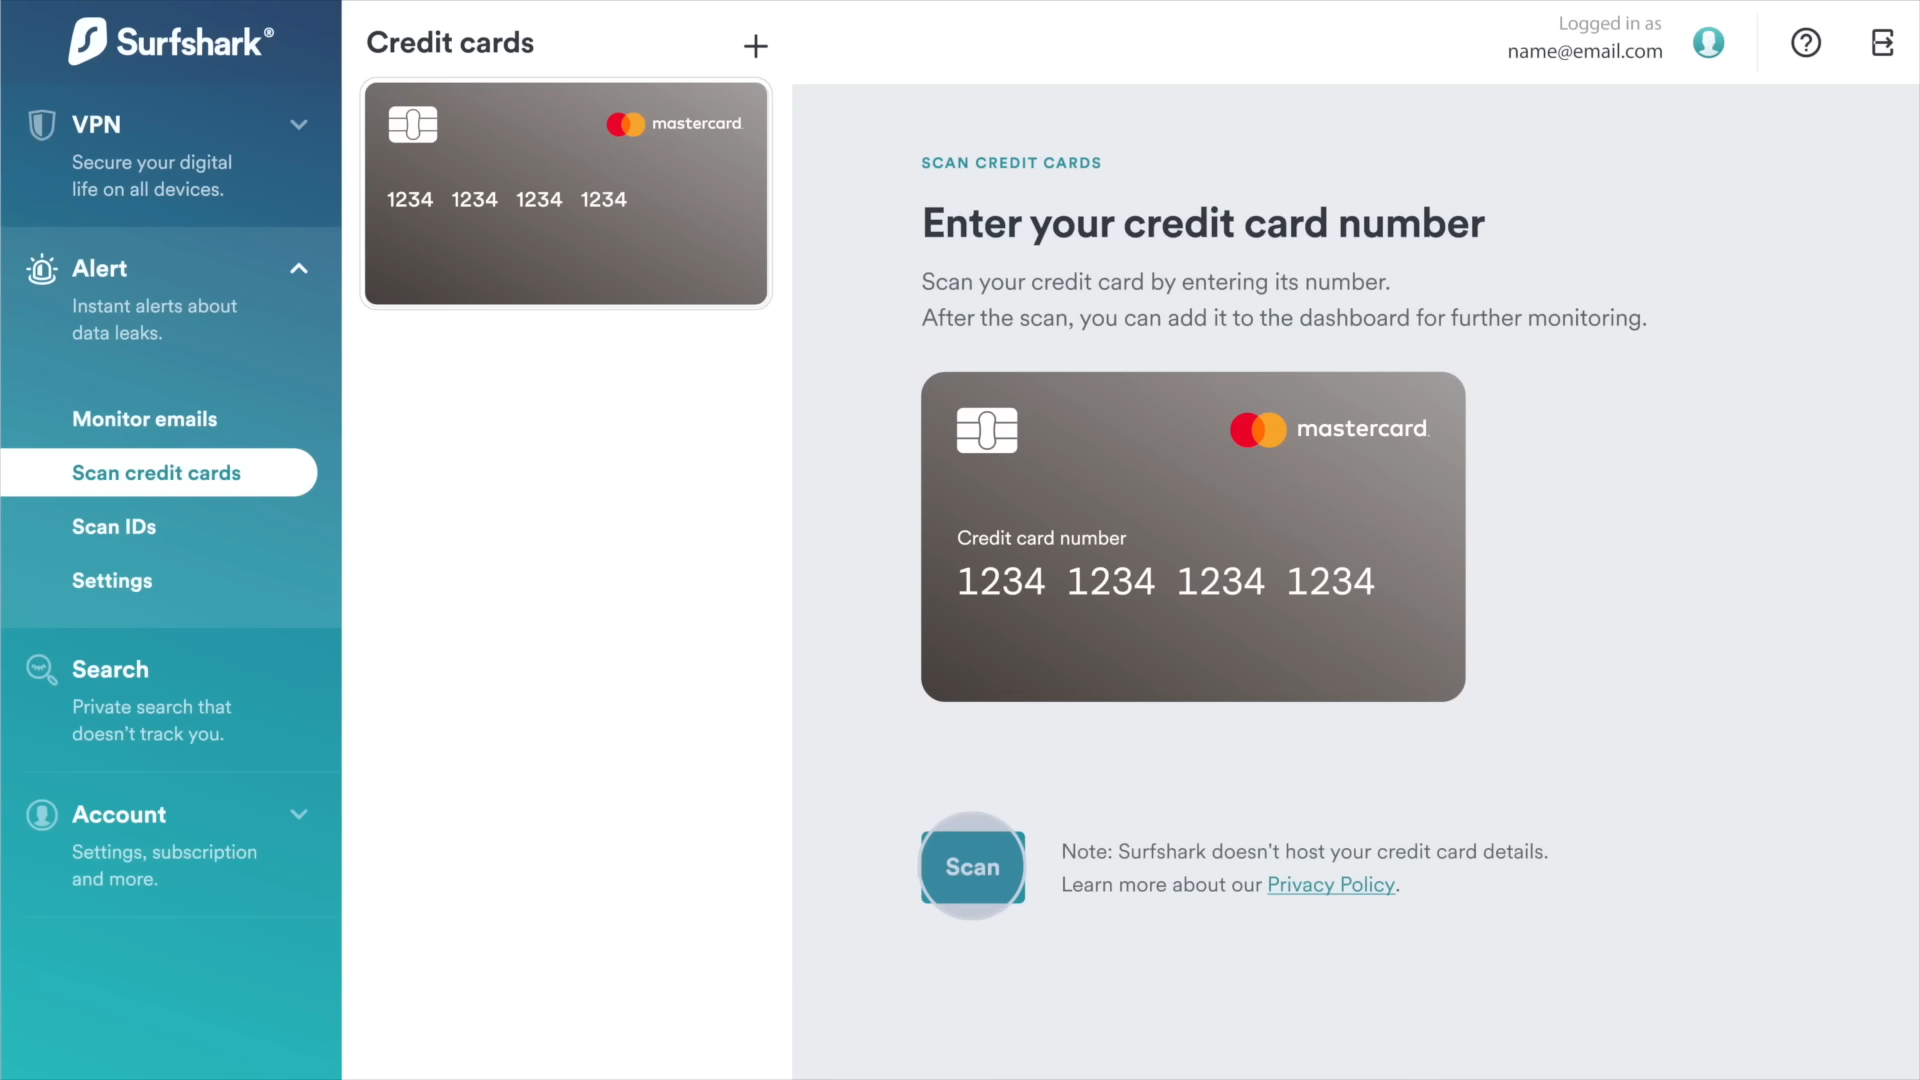 Surfshark®
VPN
Secure your digital
life on all devices.
Alert
Instant alerts about
data leaks.
Monitor emails
Scan credit cards
Scan IDs
Settings
Search
Private search that
doesn't track you.
Account
Settings, subscription
and more.
Credit cards
mastercard.
1234 1234 1234 1234
Logged in as
name@email.com
SCAN CREDIT CARDS
Enter your credit card number
Scan your credit card by entering its number.
After the scan, you can add it to the dashboard for further monitoring.
mastercard.
Credit card number
1234 1234 1234 1234
Scan
Note: Surfshark doesn't host your credit card details.
Learn more about our Privacy Policy.